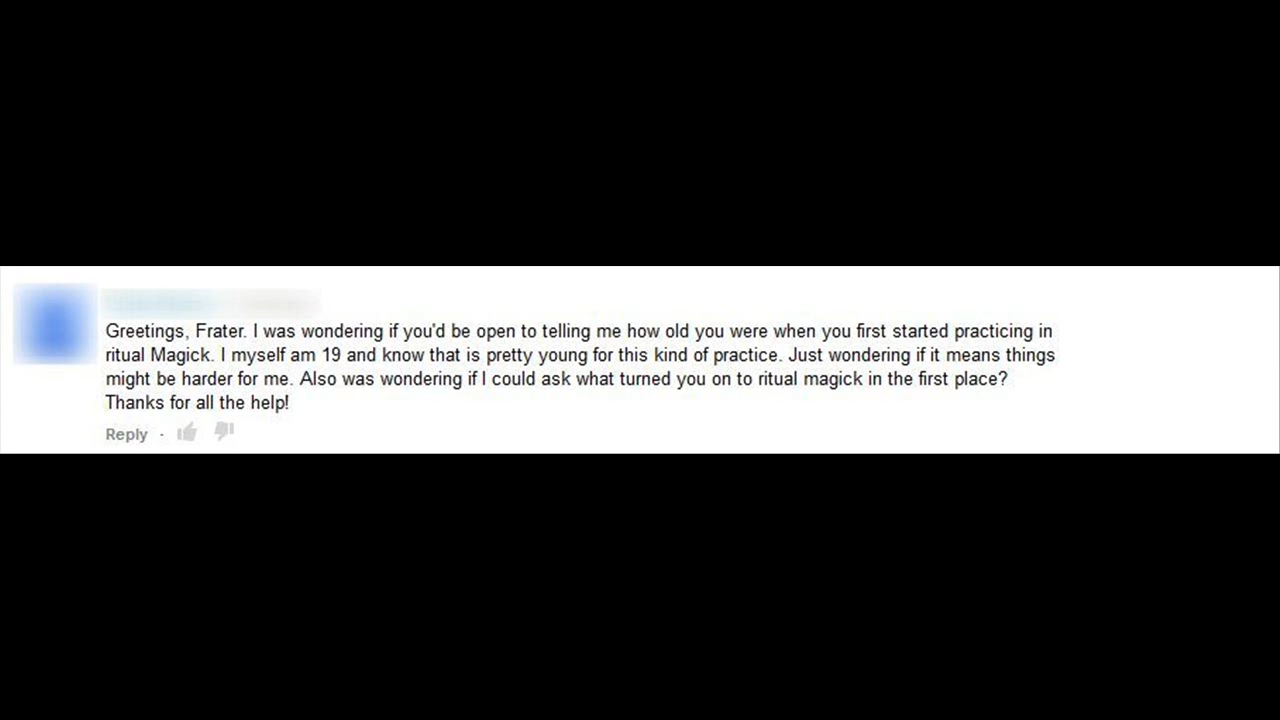 Greetings, Frater. I was wondering if you'd be open to telling me how old you were when you first started practicing in
ritual Magick. I myself am 19 and know that is pretty young for this kind of practice. Just wondering if it means things
might be harder for me. Also was wondering if I could ask what turned you on to ritual magick in the first place?
Thanks for all the help!
Reply ·